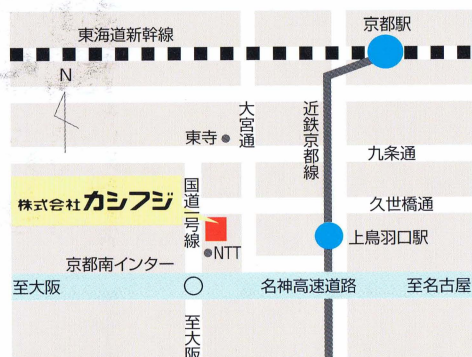 京都駅
東海道新幹線
N
大宮通
近鉄京都線
東寺
九条通
株式会社カシフジ
国道一号線
久世橋通
上鳥羽口駅
NTT
京都南インター
至大阪
名神高速道路
至名古屋
至大阪